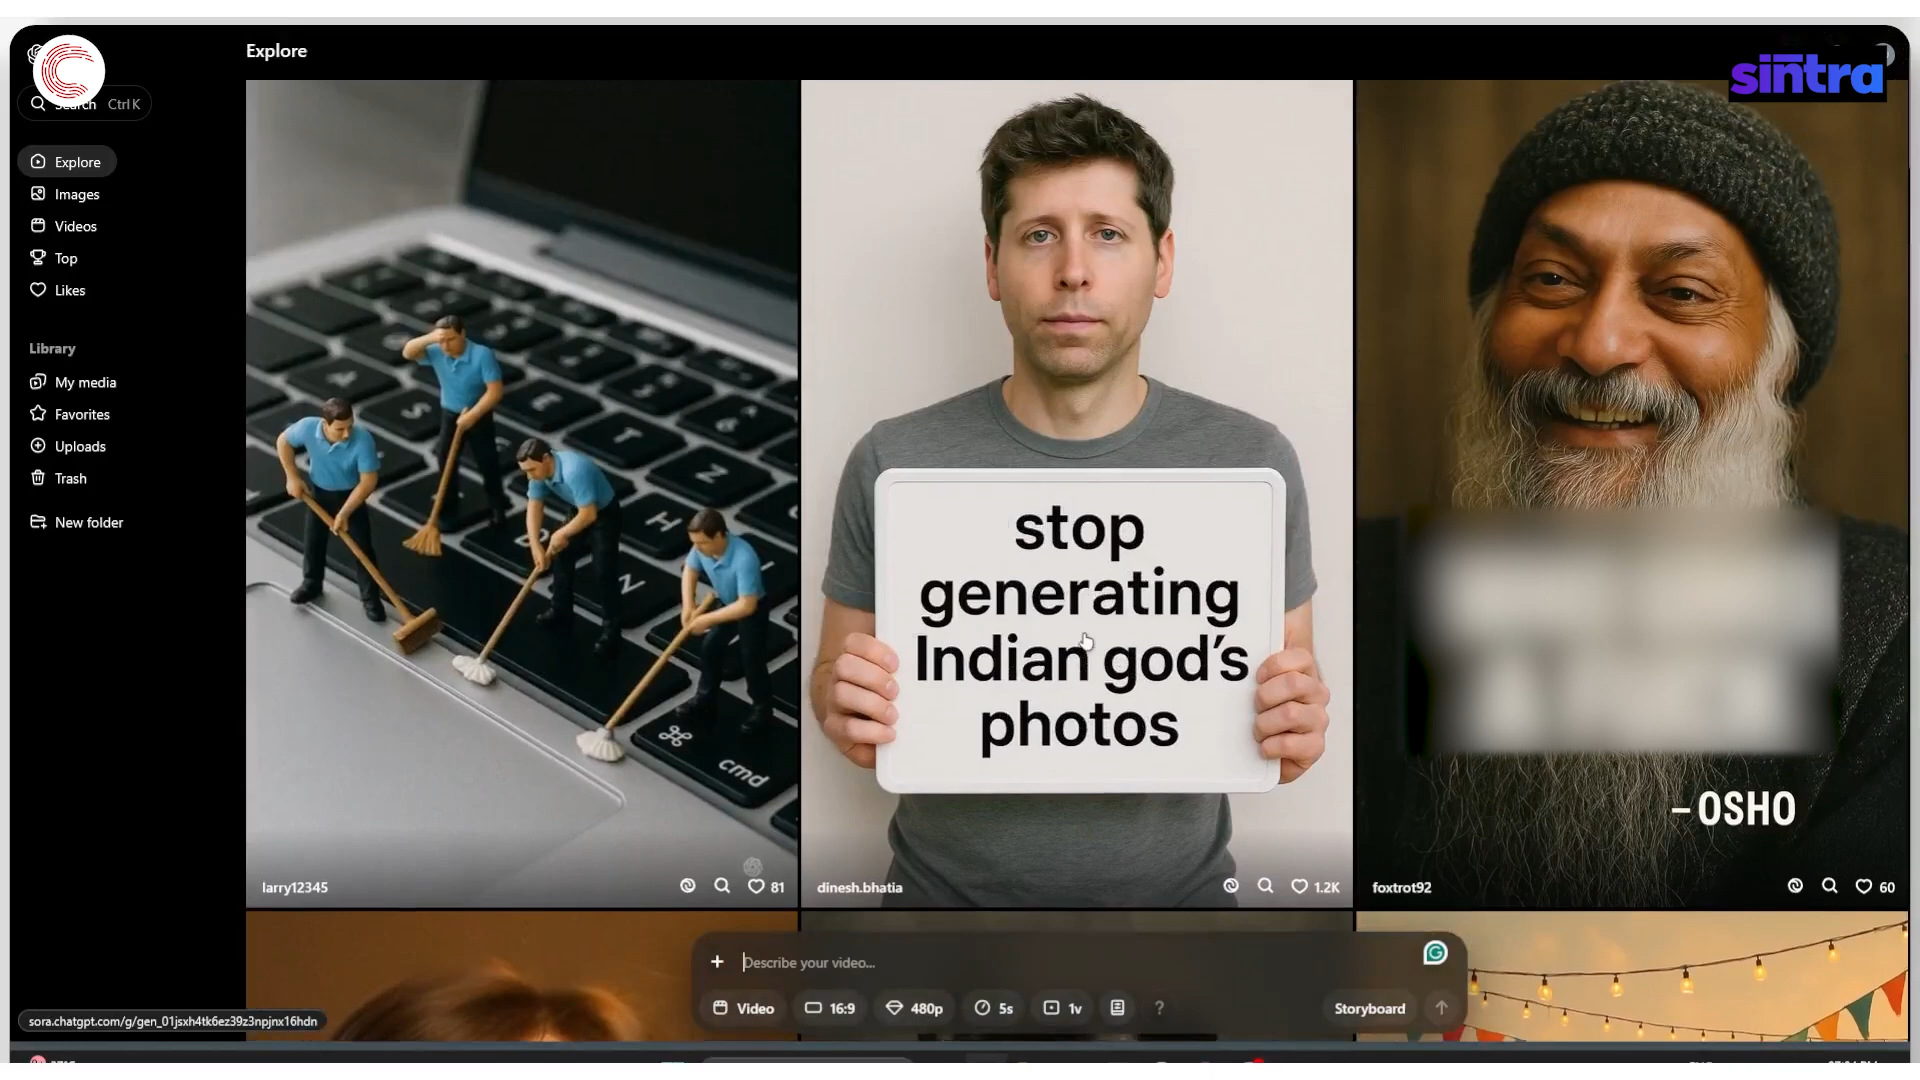 Explore
sintra
Search Ctrl K
Explore
Images
Videos
Top
Likes
Library
My media
Favorites
Uploads
Trash
New folder
stop
generating
Indian god's
photos
– OSHO
cmd
larry12345
81
dinesh.bhatia
1.2K
foxtrot92
60
Describe your video...
Video
16:9
480p
5s
1v
?
Storyboard
sora.chatgpt.com/g/gen_01jsxh4tk6ez39z3npjnx16hdn